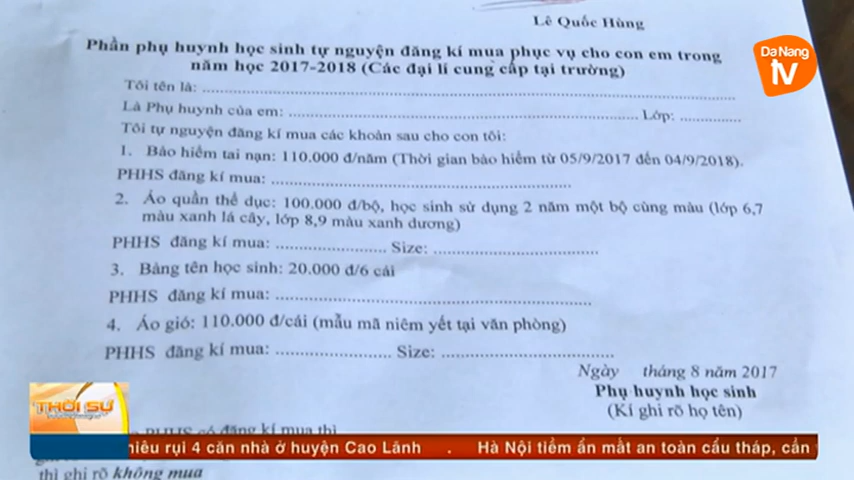 Lê Quốc Hùng
Phần phụ huynh học sinh tự nguyện đăng kí mua phục vụ cho con em trong
năm học 2017-2018 (Các đại lí cung cấp tại trường)
Da Nang
tv
Tôi tên là: ........................................
Là Phụ huynh của em: ........................................ Lớp: ................
Tôi tự nguyện đăng kí mua các khoản sau cho con tôi:
1. Bảo hiểm tai nạn: 110.000 đ/năm (Thời gian bảo hiểm từ 05/9/2017 đến 04/9/2018).
PHHS đăng kí mua: ........................................
2. Áo quần thể dục: 100.000 đ/bộ, học sinh sử dụng 2 năm một bộ cùng màu (lớp 6,7
màu xanh lá cây, lớp 8,9 màu xanh dương)
PHHS đăng kí mua: ........................ Size: ................................
3. Bảng tên học sinh: 20.000 đ/6 cái
PHHS đăng kí mua: ........................................
4. Áo gió: 110.000 đ/cái (mẫu mã niêm yết tại văn phòng)
PHHS đăng kí mua: ........................ Size: ................................
Ngày tháng 8 năm 2017
Phụ huynh học sinh
(Kí ghi rõ họ tên)
THỜI SỰ
PHHS có đăng kí mua thì
hiêu rụi 4 căn nhà ở huyện Cao Lãnh . Hà Nội tiềm ẩn mất an toàn cẩu tháp, cần
thì ghi rõ không mua